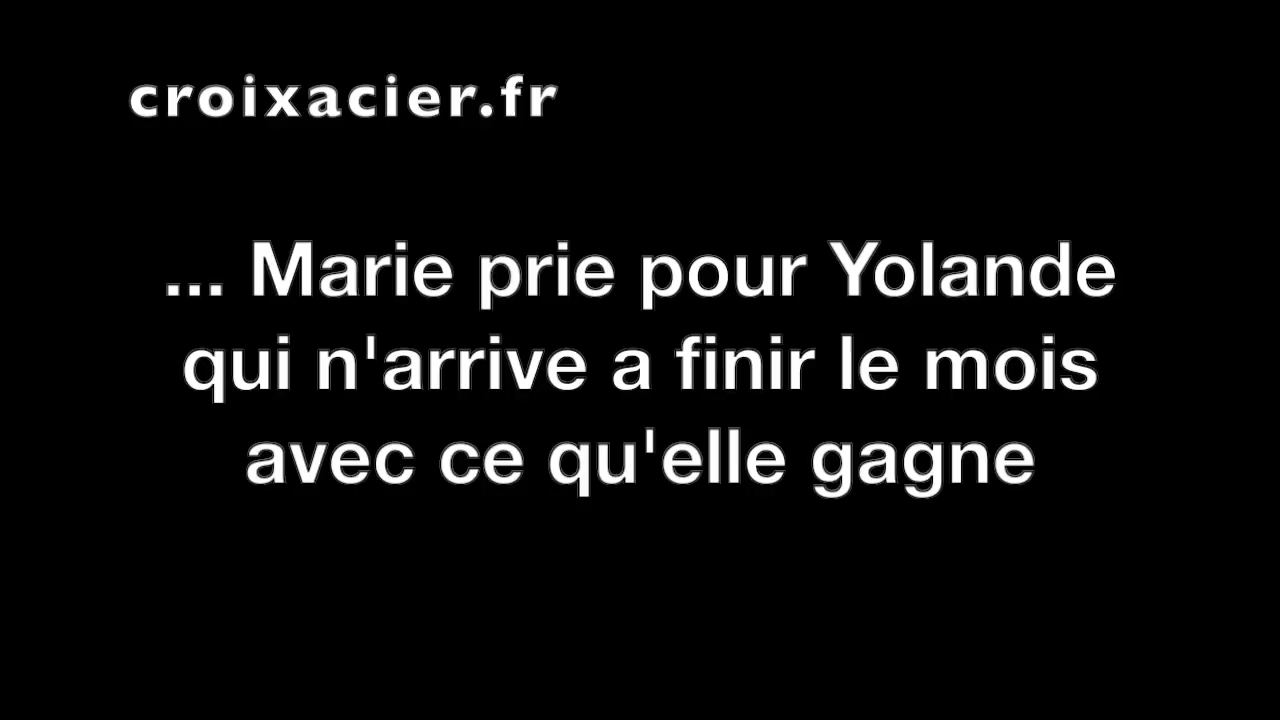 croixacier.fr
... Marie prie pour Yolande
qui n'arrive a finir le mois
avec ce qu'elle gagne